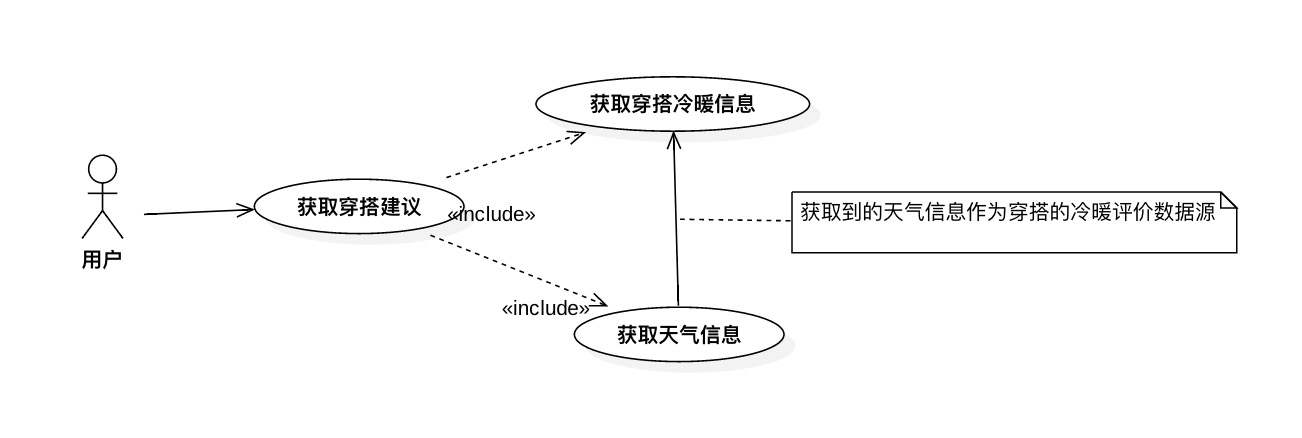 获取穿搭冷暖信息
用户
获取穿搭建议
«include»
«include»
获取天气信息
获取到的天气信息作为穿搭的冷暖评价数据源